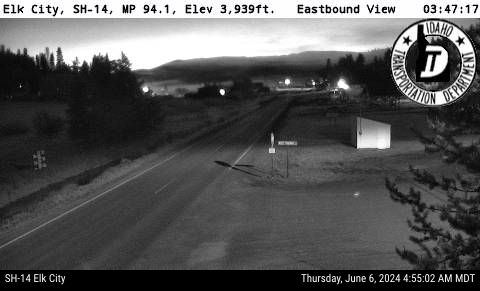 Elk City, SH-14, MP 94.1, Elev 3,939ft. Eastbound View 03:47:17
IDAHO
TRANSPORTATION DEPARTMENT
SH-14 Elk City Thursday, June 6, 2024 4:55:02 AM MDT